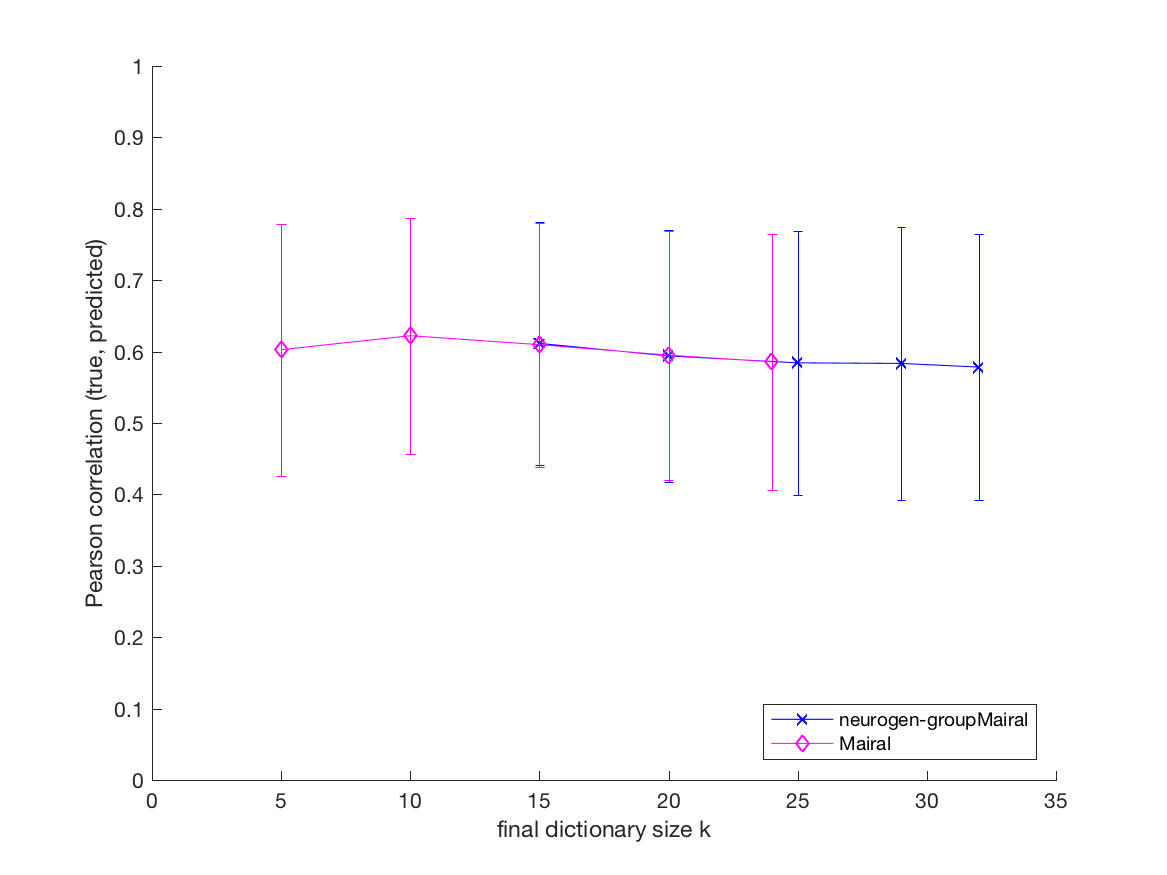 1
0.9
0.8
0.7
0.6
0.5
0.4
0.3
0.2
0.1
0
Pearson correlation (true, predicted)
neurogen-groupMairal
Mairal
0 5 10 15 20 25 30 35
final dictionary size k